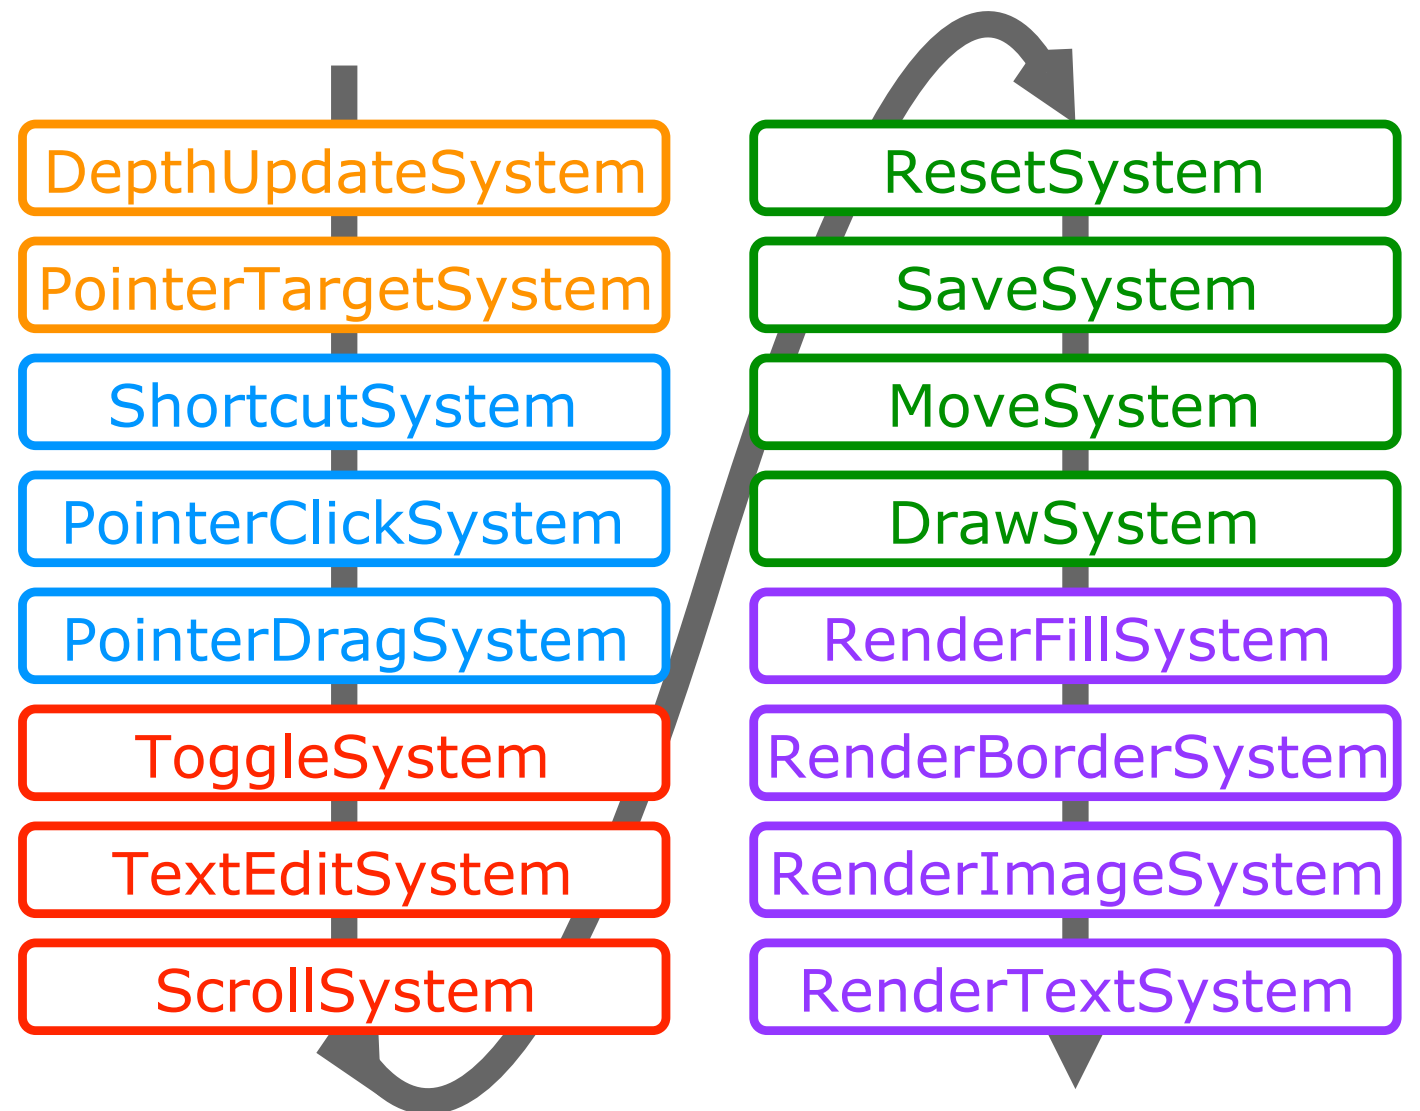 DepthUpdateSystem
PointerTargetSystem
ShortcutSystem
PointerClickSystem
PointerDragSystem
ToggleSystem
TextEditSystem
ScrollSystem
ResetSystem
SaveSystem
MoveSystem
DrawSystem
RenderFillSystem
RenderBorderSystem
RenderImageSystem
RenderTextSystem